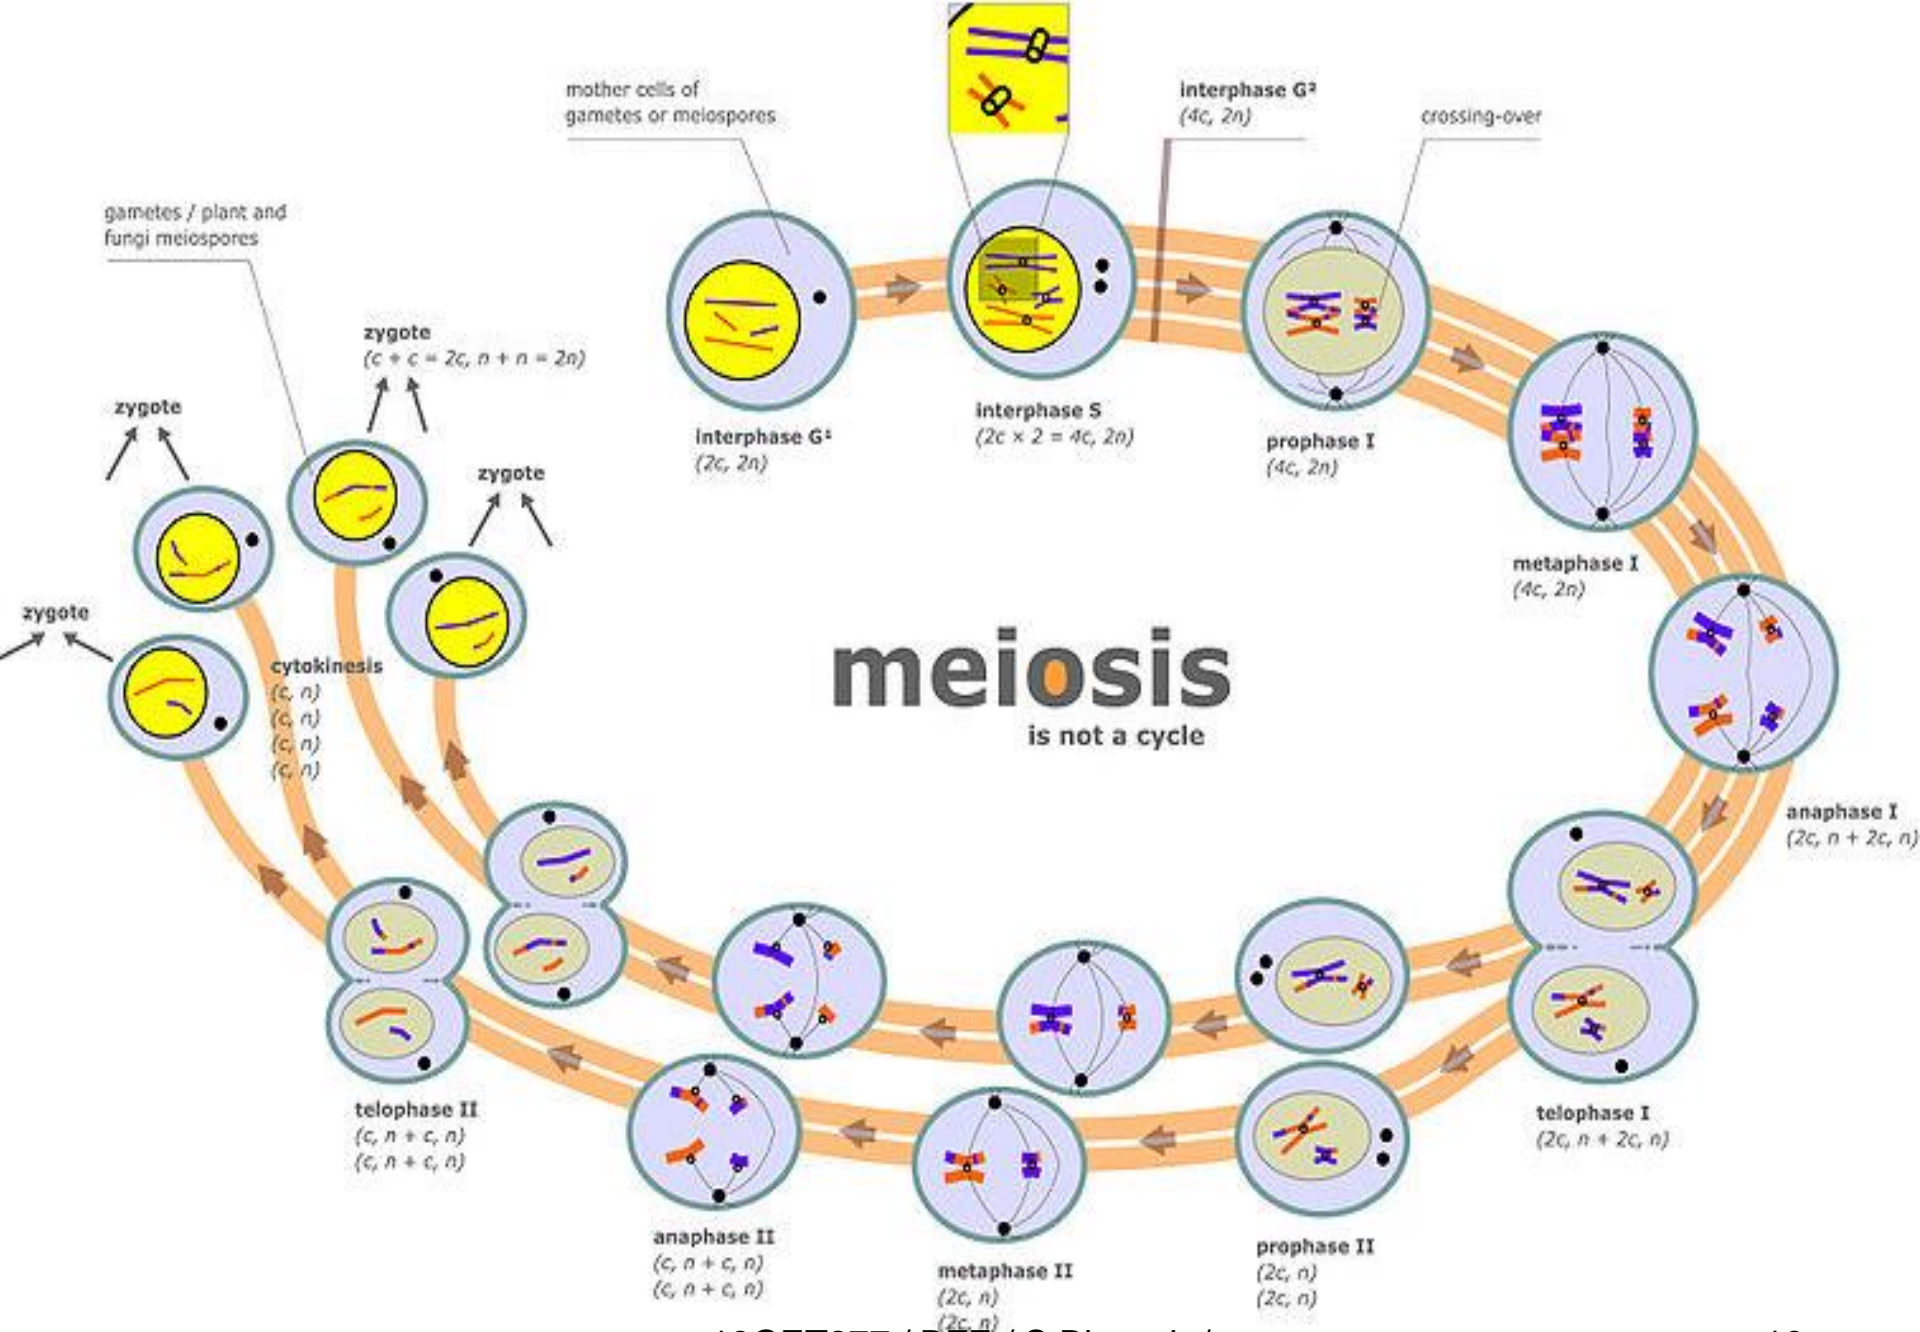 mother cells of
gametes or meiospores
interphase G²
(4c, 2n)
crossing-over
gametes / plant and
fungi meiospores
zygote
(c + c = 2c, n + n = 2n)
zygote
zygote
zygote
interphase G¹
(2c, 2n)
interphase S
(2c × 2 = 4c, 2n)
prophase I
(4c, 2n)
metaphase I
(4c, 2n)
cytokinesis
(c, n)
(c, n)
(c, n)
(c, n)
meiosis
is not a cycle
anaphase I
(2c, n + 2c, n)
telophase I
(2c, n + 2c, n)
telophase II
(c, n + c, n)
(c, n + c, n)
anaphase II
(c, n + c, n)
(c, n + c, n)
metaphase II
(2c, n)
(2c, n)
prophase II
(2c, n)
(2c, n)